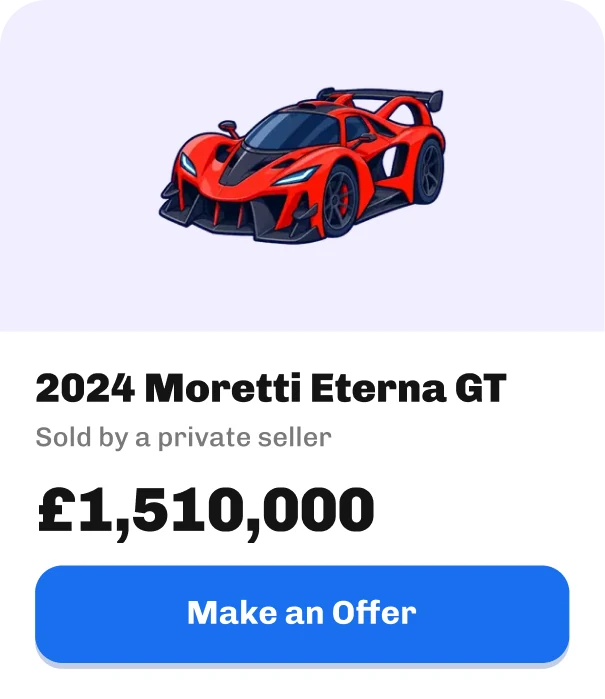 2024 Moretti Eterna GT
Sold by a private seller
£1,510,000
Make an Offer